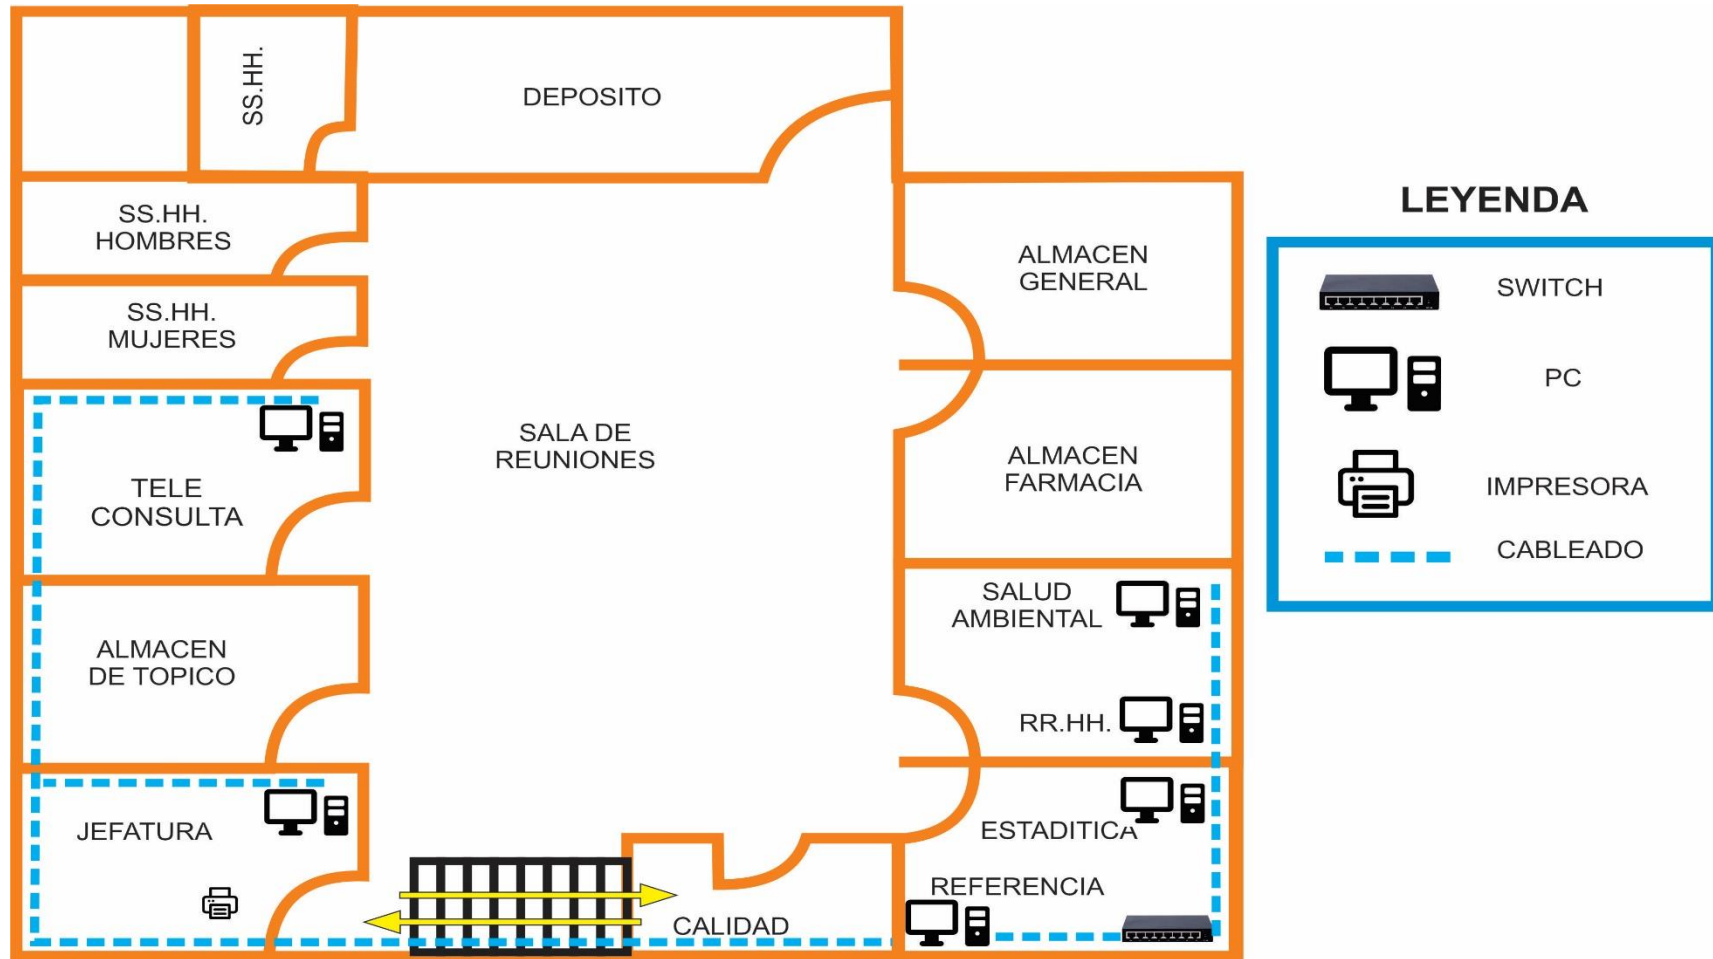 SS.HH.
DEPOSITO
SS.HH.
HOMBRES
SS.HH.
MUJERES
TELE
CONSULTA
ALMACEN
DE TOPICO
JEFATURA
SALA DE
REUNIONES
CALIDAD
ALMACEN
GENERAL
ALMACEN
FARMACIA
SALUD
AMBIENTAL
RR.HH.
ESTADITICA
REFERENCIA
LEYENDA
SWITCH
PC
IMPRESORA
CABLEADO